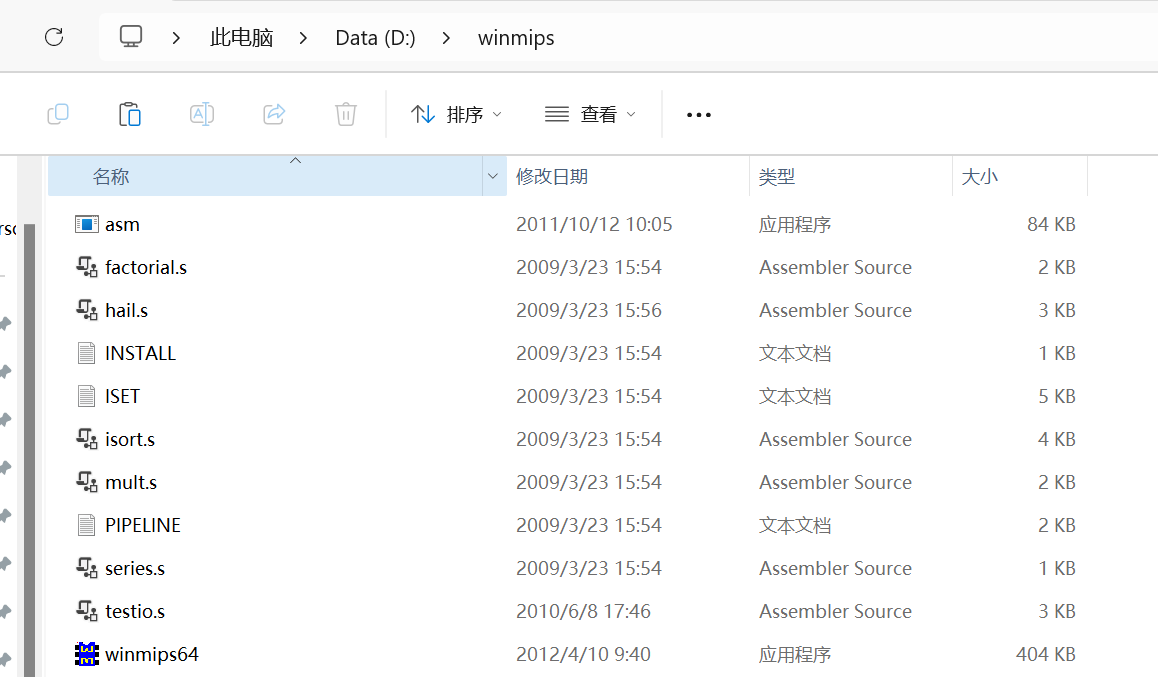 此电脑 Data (D:) winmips
排序 查看
名称 修改日期 类型 大小
asm 2011/10/12 10:05 应用程序 84 KB
factorial.s 2009/3/23 15:54 Assembler Source 2 KB
hail.s 2009/3/23 15:56 Assembler Source 3 KB
INSTALL 2009/3/23 15:54 文本文档 1 KB
ISET 2009/3/23 15:54 文本文档 5 KB
isort.s 2009/3/23 15:54 Assembler Source 4 KB
mult.s 2009/3/23 15:54 Assembler Source 2 KB
PIPELINE 2009/3/23 15:54 文本文档 2 KB
series.s 2009/3/23 15:54 Assembler Source 1 KB
testio.s 2010/6/8 17:46 Assembler Source 3 KB
winmips64 2012/4/10 9:40 应用程序 404 KB